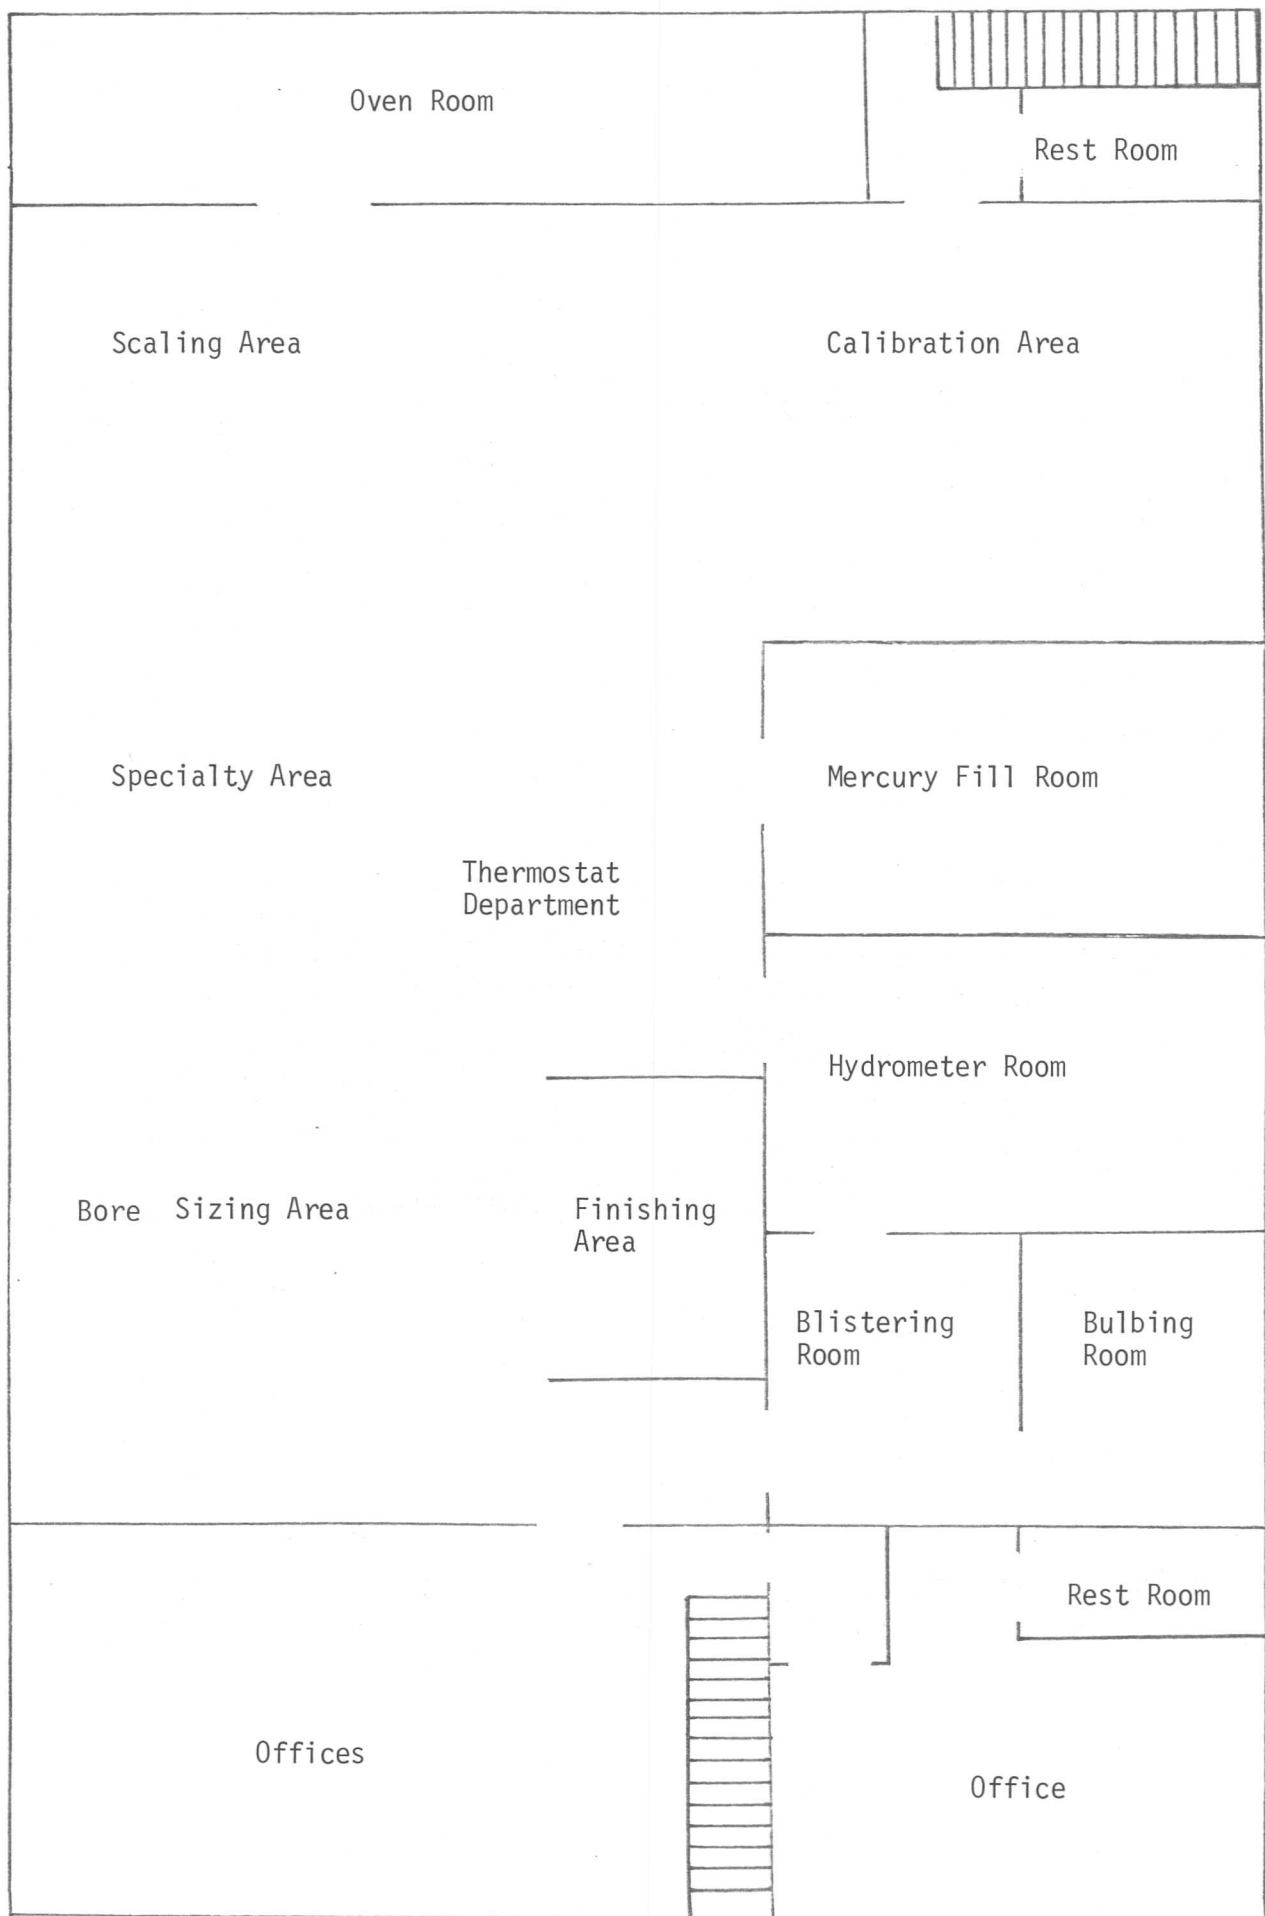 Oven Room
Rest Room
Scaling Area
Calibration Area
Specialty Area
Mercury Fill Room
Thermostat
Department
Hydrometer Room
Bore Sizing Area
Finishing
Area
Blistering
Room
Bulbing
Room
Rest Room
Offices
Office